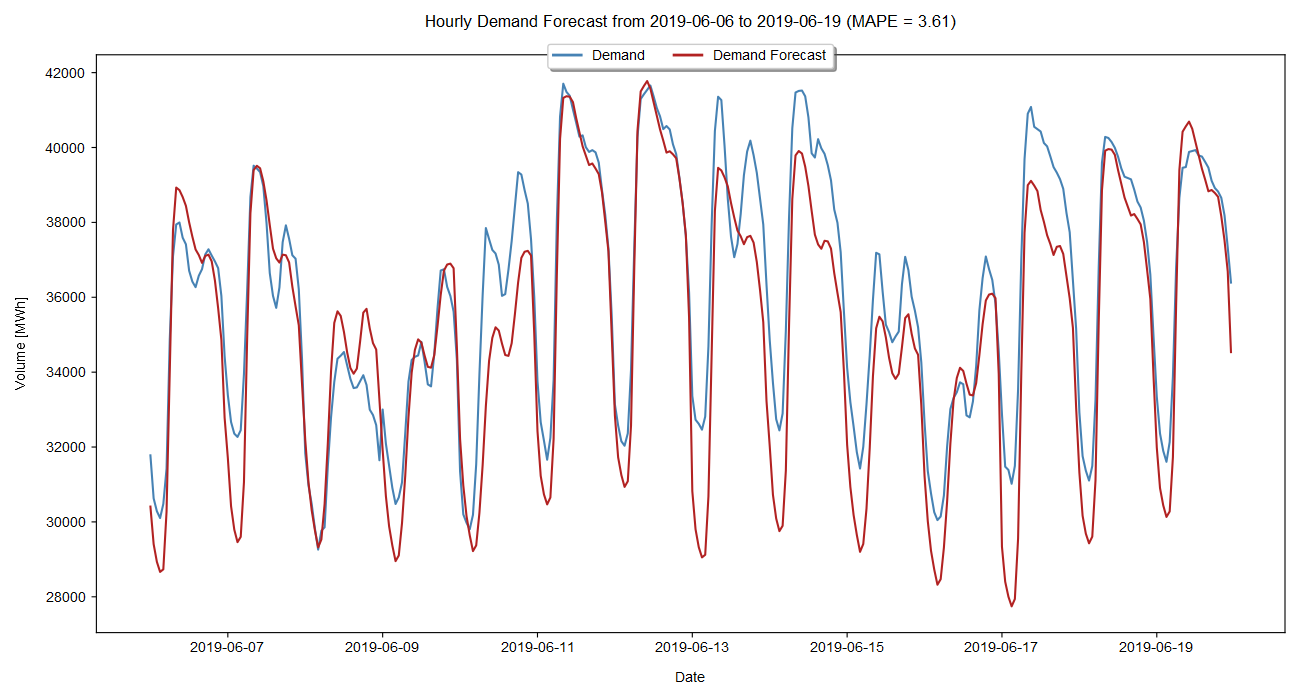 Hourly Demand Forecast from 2019-06-06 to 2019-06-19 (MAPE = 3.61)
Demand Demand Forecast
42000
40000
38000
36000
34000
32000
30000
28000
Volume [MWh]
2019-06-07 2019-06-09 2019-06-11 2019-06-13 2019-06-15 2019-06-17 2019-06-19
Date